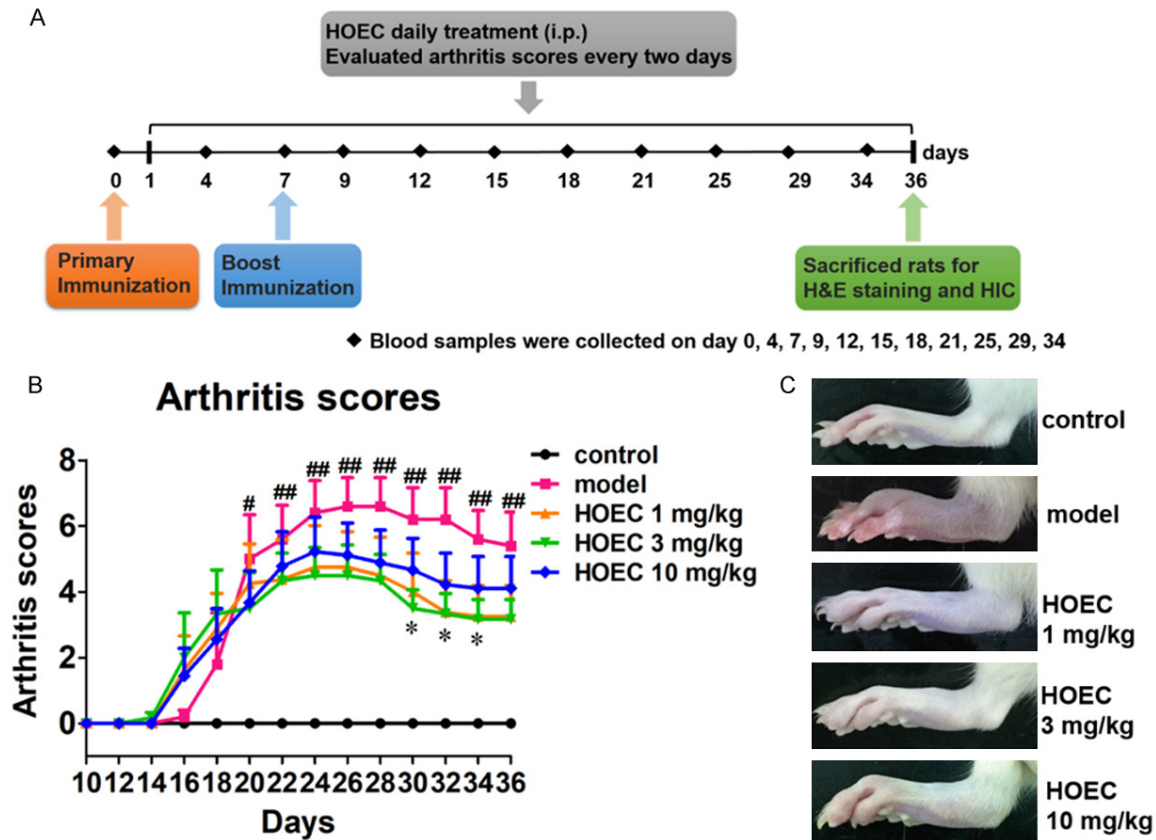 A
HOEC daily treatment (i.p.)
Evaluated arthritis scores every two days
days
0 1 4 7 9 12 15 18 21 25 29 34 36
Primary
Immunization
Boost
Immunization
Sacrificed rats for
H&E staining and HIC
Blood samples were collected on day 0, 4, 7, 9, 12, 15, 18, 21, 25, 29, 34
B
Arthritis scores
Arthritis scores
8
6
4
2
0
# ## ## ## ## ## ## ## ##
* * *
10 12 14 16 18 20 22 24 26 28 30 32 34 36
Days
control
model
HOEC 1 mg/kg
HOEC 3 mg/kg
HOEC 10 mg/kg
C
control
model
HOEC
1 mg/kg
HOEC
3 mg/kg
HOEC
10 mg/kg